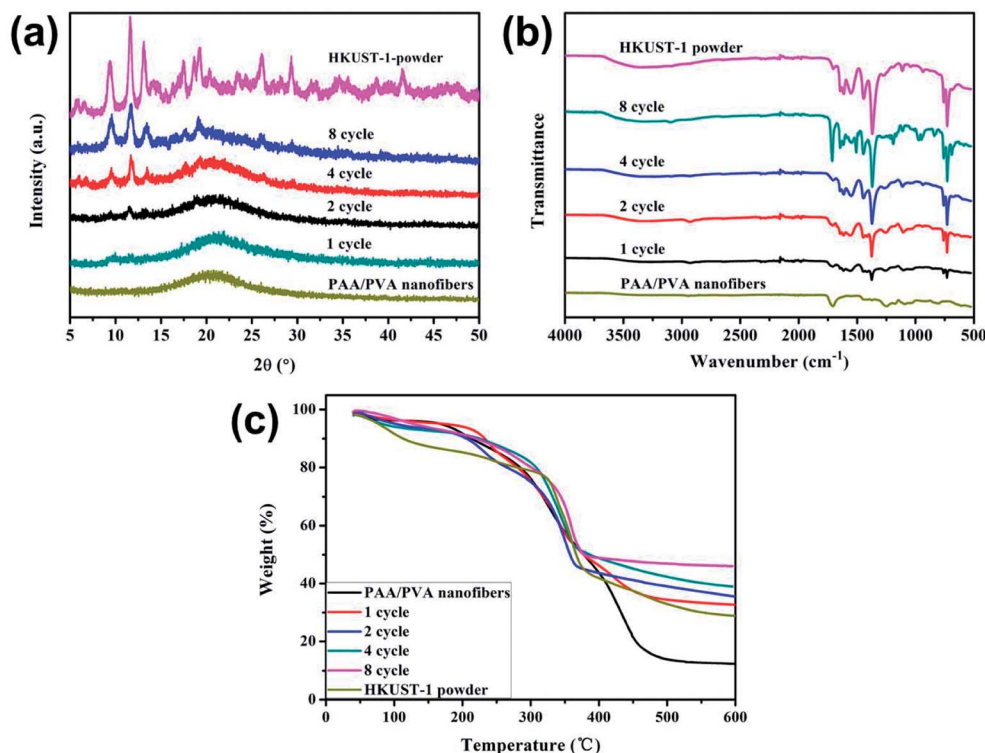 (a)
Intensity (a.u.)
HKUST-1-powder
8 cycle
4 cycle
2 cycle
1 cycle
PAA/PVA nanofibers
5 10 15 20 25 30 35 40 45 50
2θ (°)
(b)
Transmittance
HKUST-1 powder
8 cycle
4 cycle
2 cycle
1 cycle
PAA/PVA nanofibers
4000 3500 3000 2500 2000 1500 1000 500
Wavenumber (cm⁻¹)
(c)
Weight (%)
100
80
60
40
20
0
PAA/PVA nanofibers
1 cycle
2 cycle
4 cycle
8 cycle
HKUST-1 powder
0 100 200 300 400 500 600
Temperature (℃)